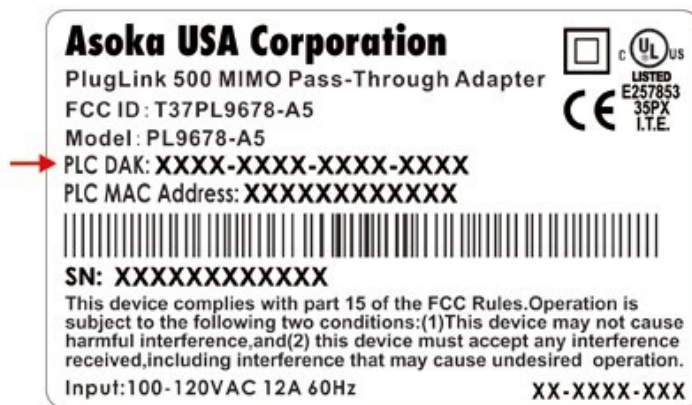 Asoka USA Corporation
PlugLink 500 MIMO Pass-Through Adapter
FCC ID: T37PL9678-A5
Model: PL9678-A5
PLC DAK: XXXX-XXXX-XXXX-XXXX
PLC MAC Address: XXXXXXXXXXXX
SN: XXXXXXXXXXXX
This device complies with part 15 of the FCC Rules.Operation is
subject to the following two conditions:(1)This device may not cause
harmful interference,and(2) this device must accept any interference
received,including interference that may cause undesired operation.
Input:100-120VAC 12A 60Hz
XX-XXXX-XXX
C UL US
LISTED
E257853
35PX
I.T.E.
CE